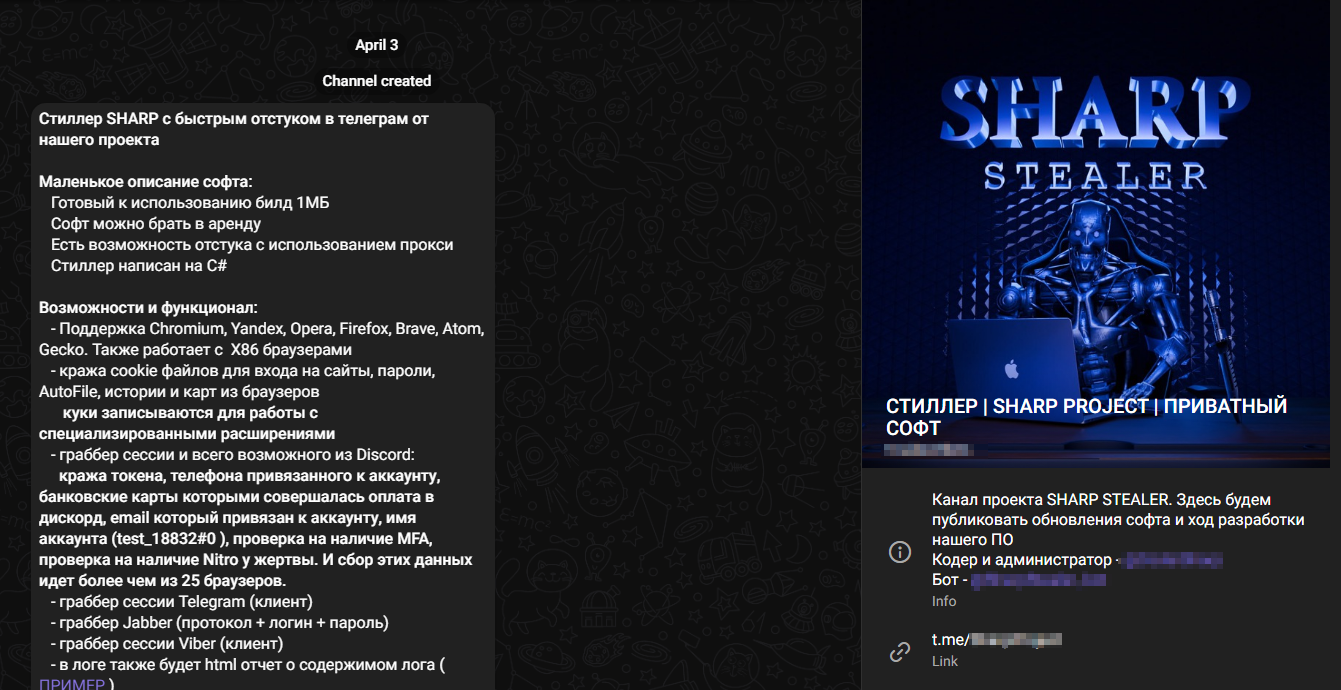 April 3
Channel created
Стиллер SHARP с быстрым отстуком в телеграм от
нашего проекта
Маленькое описание софта:
Готовый к использованию билд 1МБ
Софт можно брать в аренду
Есть возможность отстука с использованием прокси
Стиллер написан на C#
Возможности и функционал:
- Поддержка Chromium, Yandex, Opera, Firefox, Brave, Atom,
Gecko. Также работает с X86 браузерами
- кража cookie файлов для входа на сайты, пароли,
AutoFile, истории и карт из браузеров
куки записываются для работы с
специализированными расширениями
- граббер сессии и всего возможного из Discord:
кража токена, телефона привязанного к аккаунту,
банковские карты которыми совершалась оплата в
дискорд, email который привязан к аккаунту, имя
аккаунта (test_18832#0 ), проверка на наличие MFA,
проверка на наличие Nitro у жертвы. И сбор этих данных
идет более чем из 25 браузеров.
- граббер сессии Telegram (клиент)
- граббер Jabber (протокол + логин + пароль)
- граббер сессии Viber (клиент)
- в логе также будет html отчет о содержимом лога (
ПРИМЕР )
SHARP
STEALER
СТИЛЛЕР | SHARP PROJECT | ПРИВАТНЫЙ
СОФТ
Канал проекта SHARP STEALER. Здесь будем
публиковать обновления софта и ход разработки
нашего ПО
Кодер и администратор -
Бот -
Info
t.me/
Link